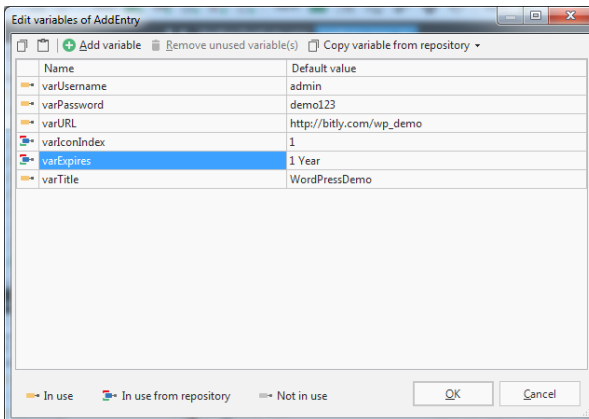 Edit variables of AddEntry
Add variable Remove unused variable(s) Copy variable from repository
Name Default value
varUsername admin
varPassword demo123
varURL http://bitly.com/wp_demo
varIconIndex 1
varExpires 1 Year
varTitle WordPressDemo
In use In use from repository Not in use OK Cancel